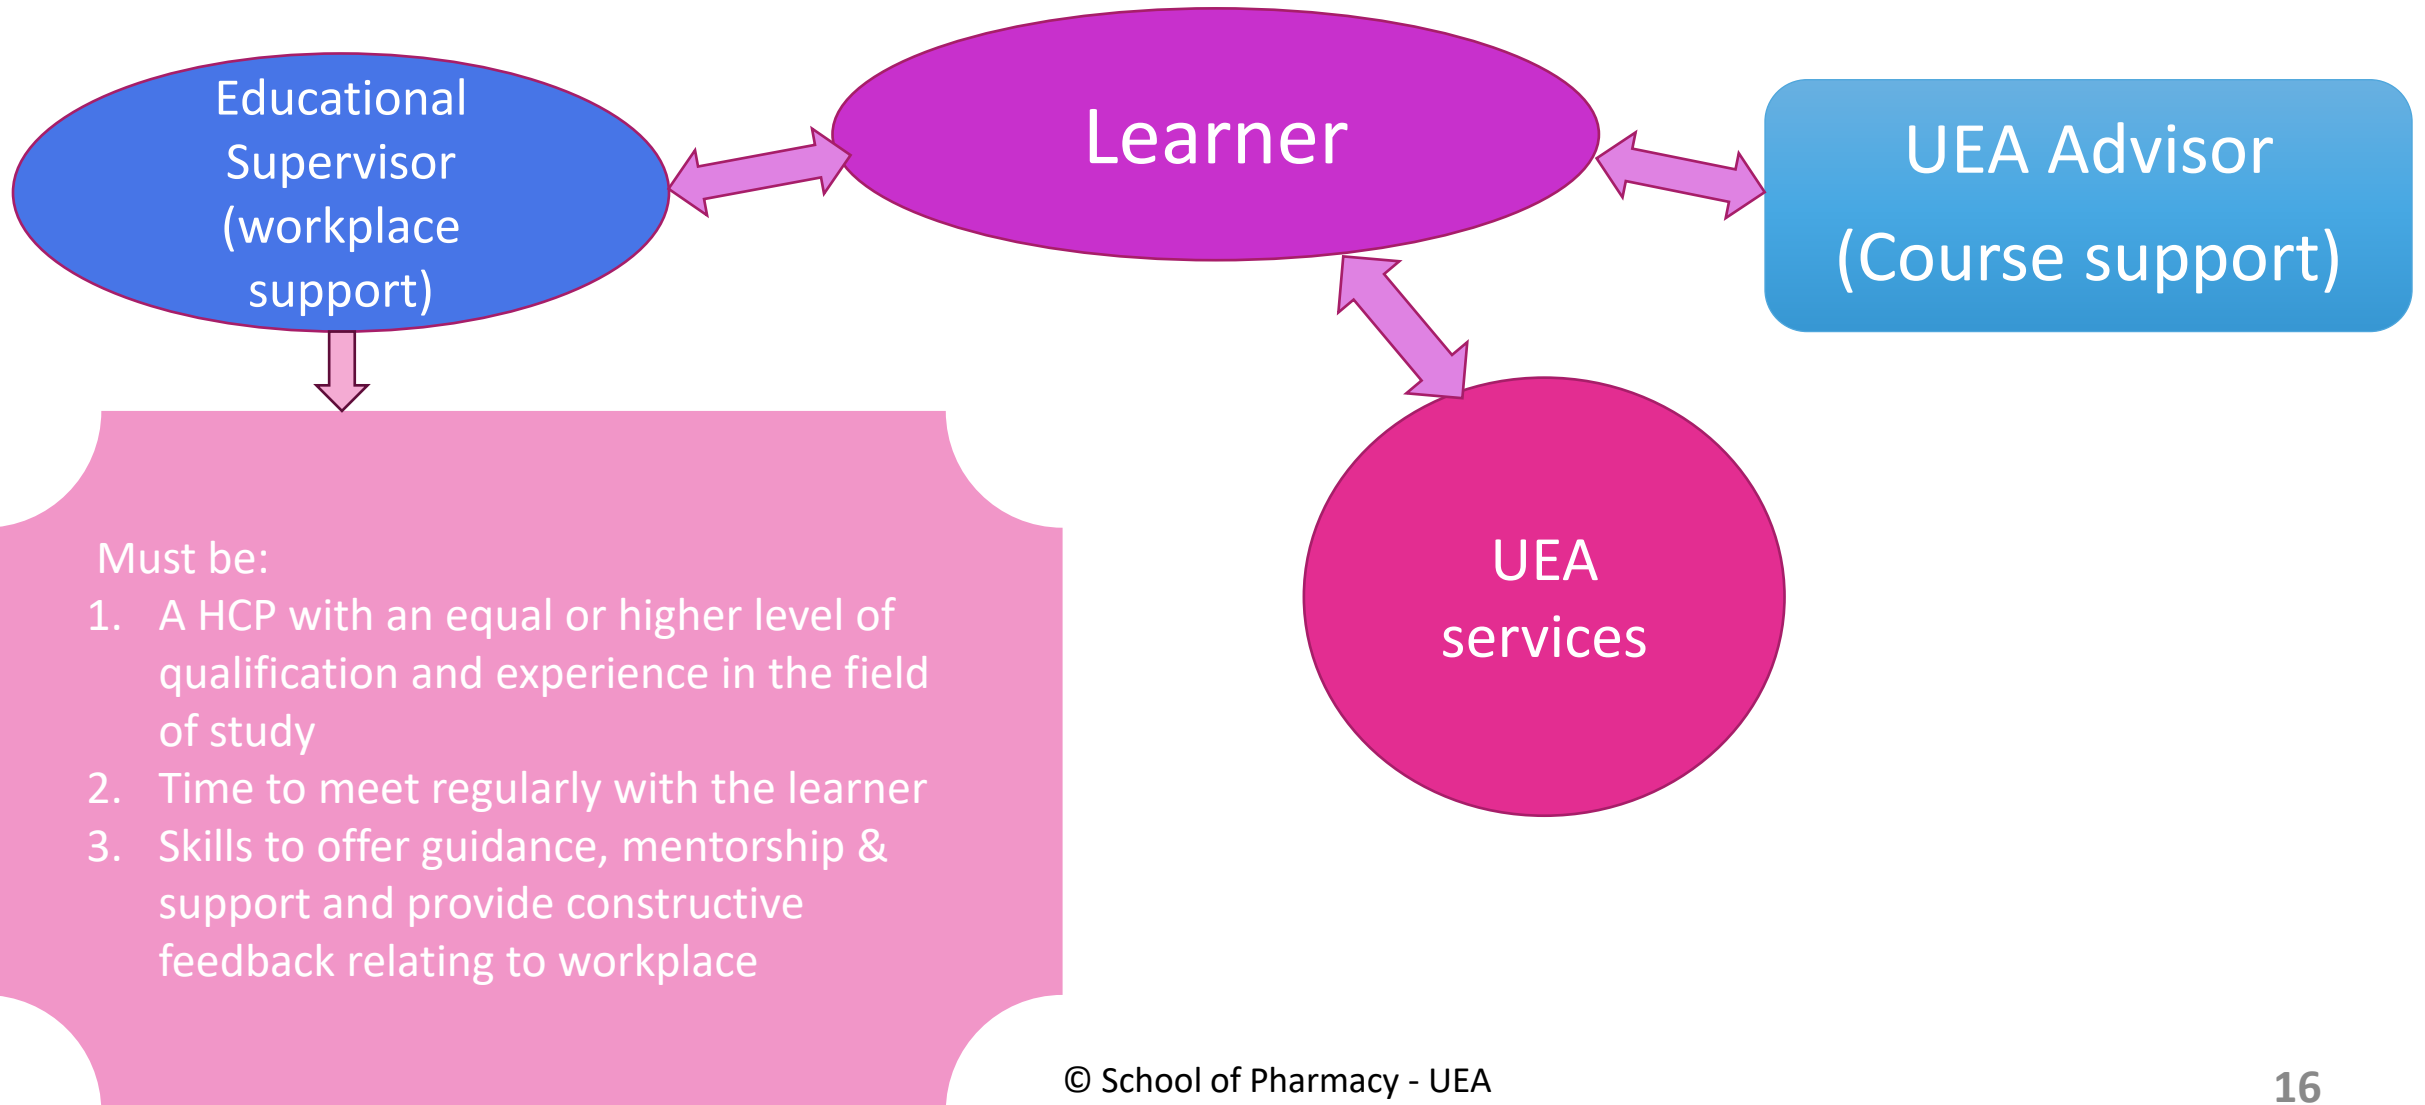 Educational
Supervisor
(workplace
support)
Learner
UEA Advisor
(Course support)
UEA
services
Must be:
1. A HCP with an equal or higher level of
qualification and experience in the field
of study
2. Time to meet regularly with the learner
3. Skills to offer guidance, mentorship &
support and provide constructive
feedback relating to workplace
© School of Pharmacy - UEA
16